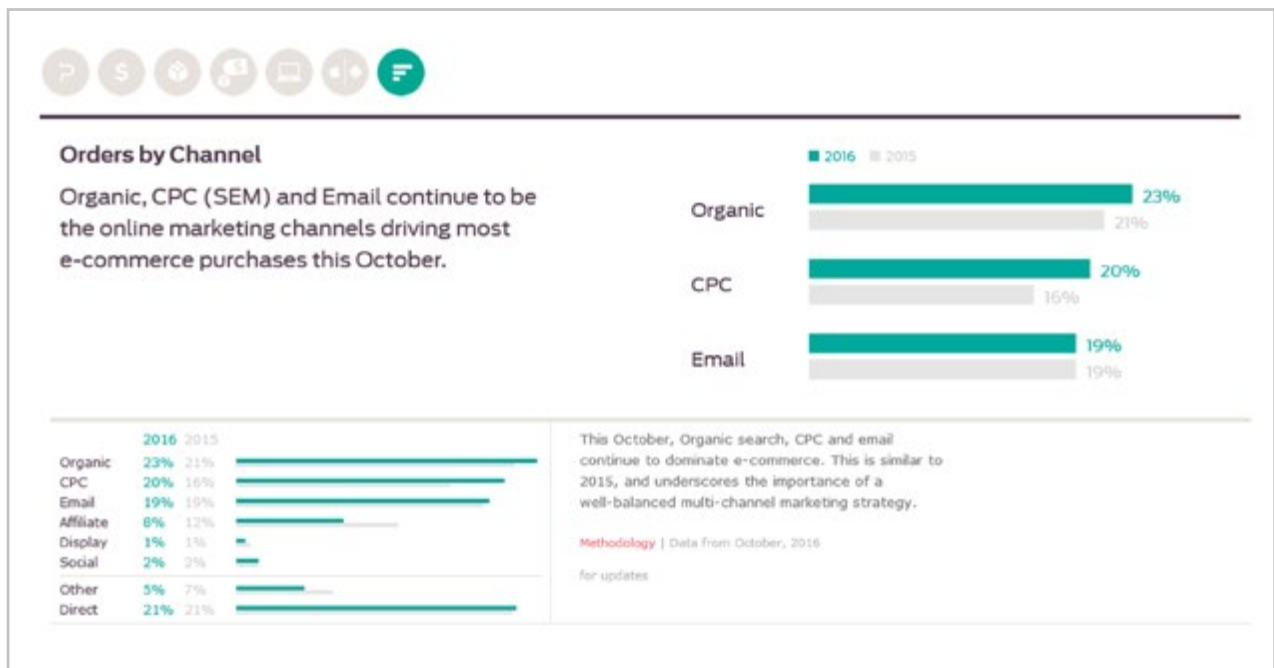 Orders by Channel
Organic, CPC (SEM) and Email continue to be
the online marketing channels driving most
e-commerce purchases this October.
2016 2015
Organic 23%
21%
CPC 20%
16%
Email 19%
19%
2016 2015
Organic 23% 21%
CPC 20% 16%
Email 19% 19%
Affiliate 8% 12%
Display 1% 1%
Social 2% 2%
Other 5% 7%
Direct 21% 21%
This October, Organic search, CPC and email
continue to dominate e-commerce. This is similar to
2015, and underscores the importance of a
well-balanced multi-channel marketing strategy.
Methodology | Data from October, 2016
for updates